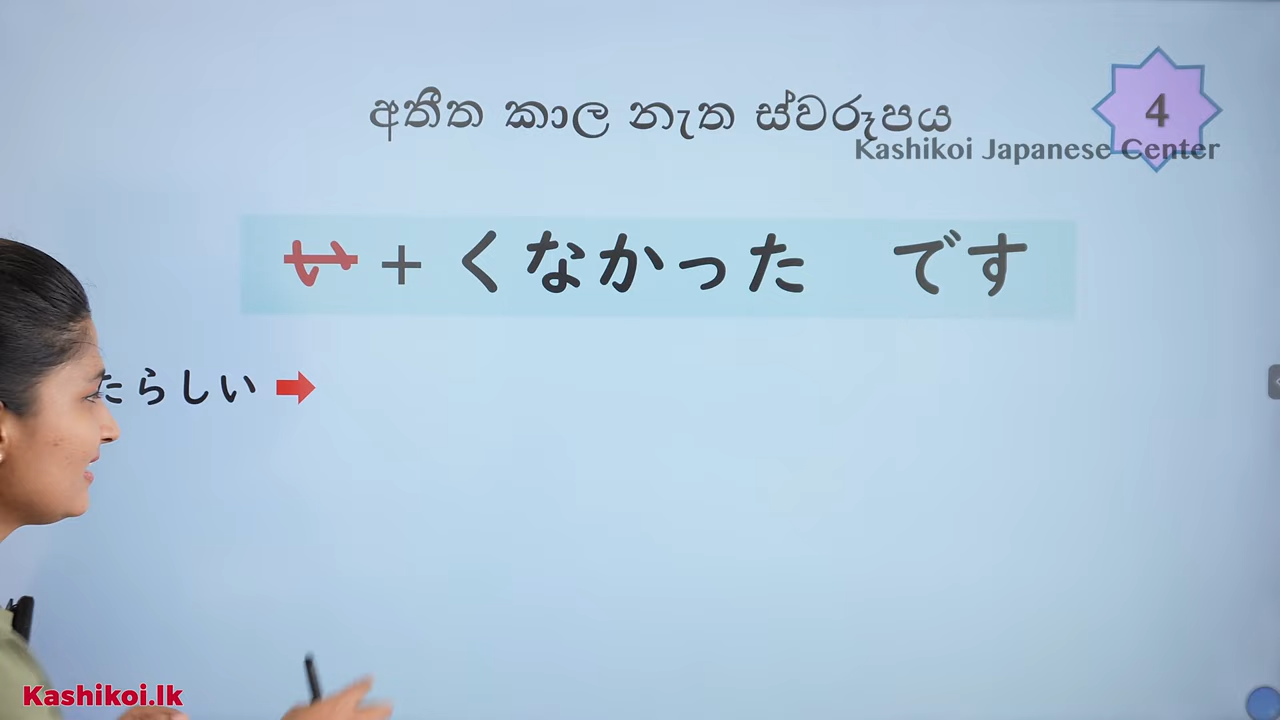 අතීත කාල නැත ස්වරූපය
4
Kashikoi Japanese Center
い + くなかった です
たらしい
Kashikoi.lk